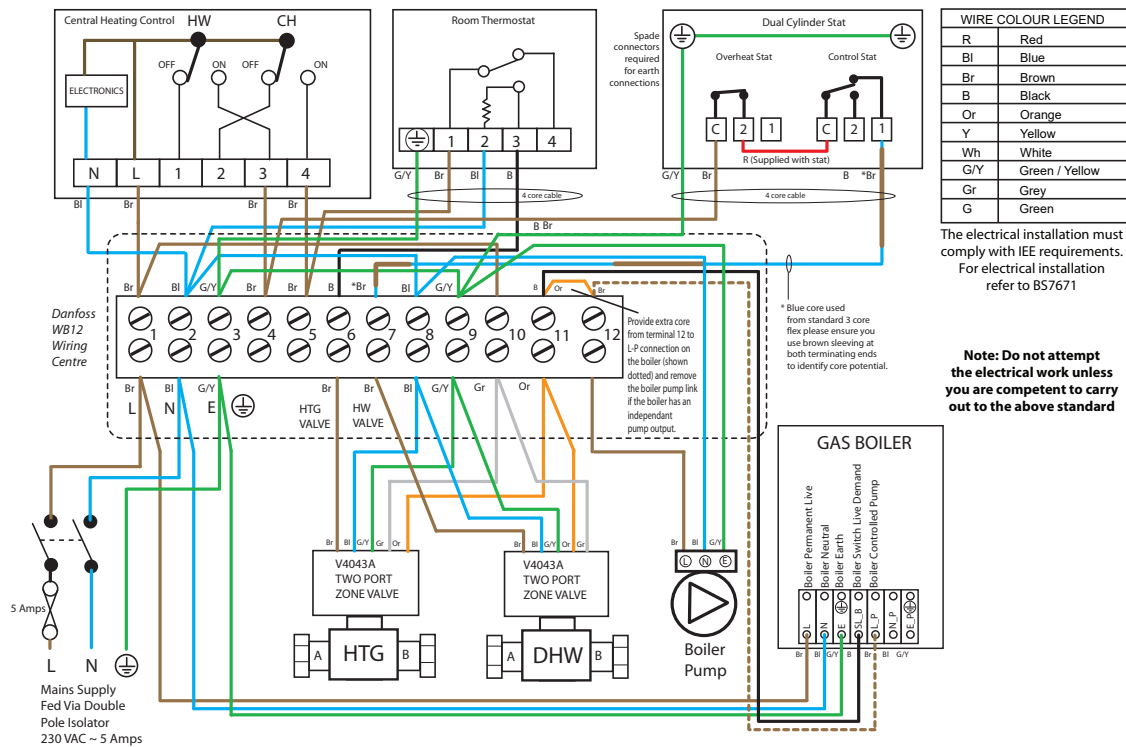 Central Heating Control
HW
CH
OFF
ON
OFF
ON
ELECTRONICS
N
L
1
2
3
4
Bl
Br
Br
Br
Room Thermostat
1
2
3
4
G/Y
Br
Bl
B
4 core cable
B Br
Dual Cylinder Stat
Spade
connectors
required
for earth
connections
Overheat Stat
Control Stat
C
2
1
C
2
1
R (Supplied with stat)
G/Y
Br
B
*Br
4 core cable
WIRE COLOUR LEGEND
R Red
Bl Blue
Br Brown
B Black
Or Orange
Y Yellow
Wh White
G/Y Green / Yellow
Gr Grey
G Green
The electrical installation must
comply with IEE requirements.
For electrical installation
refer to BS7671
Note: Do not attempt
the electrical work unless
you are competent to carry
out to the above standard
* Blue core used
from standard 3 core
flex please ensure you
use brown sleeving at
both terminating ends
to identify core potential.
Br
Bl
G/Y
Br
Br
B
*Br
Bl
G/Y
B
Or
Br
Danfoss
WB12
Wiring
Centre
1
2
3
4
5
6
7
8
9
10
11
12
Provide extra core
from terminal 12 to
L-P connection on
the boiler (shown
dotted) and remove
the boiler pump link
if the boiler has an
independant
pump output.
Br
Bl
G/Y
Br
Br
Bl
G/Y
Gr
Or
L
N
E
HTG
VALVE
HW
VALVE
5 Amps
L
N
Mains Supply
Fed Via Double
Pole Isolator
230 VAC ~ 5 Amps
Br
Bl
G/Y
Gr
Or
V4043A
TWO PORT
ZONE VALVE
A
HTG
B
Br
Bl
G/Y
Or
Gr
V4043A
TWO PORT
ZONE VALVE
A
DHW
B
Br
Bl
G/Y
L
N
E
Boiler
Pump
GAS BOILER
Boiler Permanent Live
Boiler Neutral
Boiler Earth
Boiler Switch Live Demand
Boiler Controlled Pump
L
N
E
SL_B
L_P
N_P
E_P
Br
Bl
G/Y
B
Br
Bl
G/Y